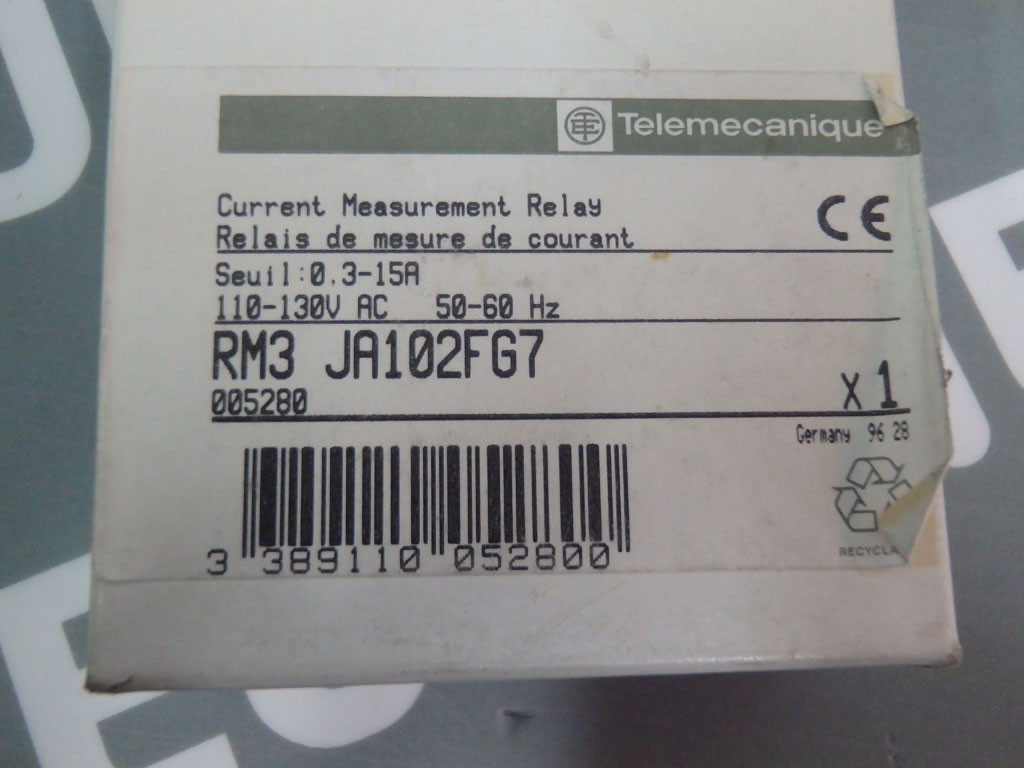 Telemecanique
Current Measurement Relay
Relais de mesure de courant
CE
Seuil:0.3-15A
110-130V AC 50-60 Hz
RM3 JA102FG7
005280
X 1
Germany 96 28
3 389110 052800
RECYCLA